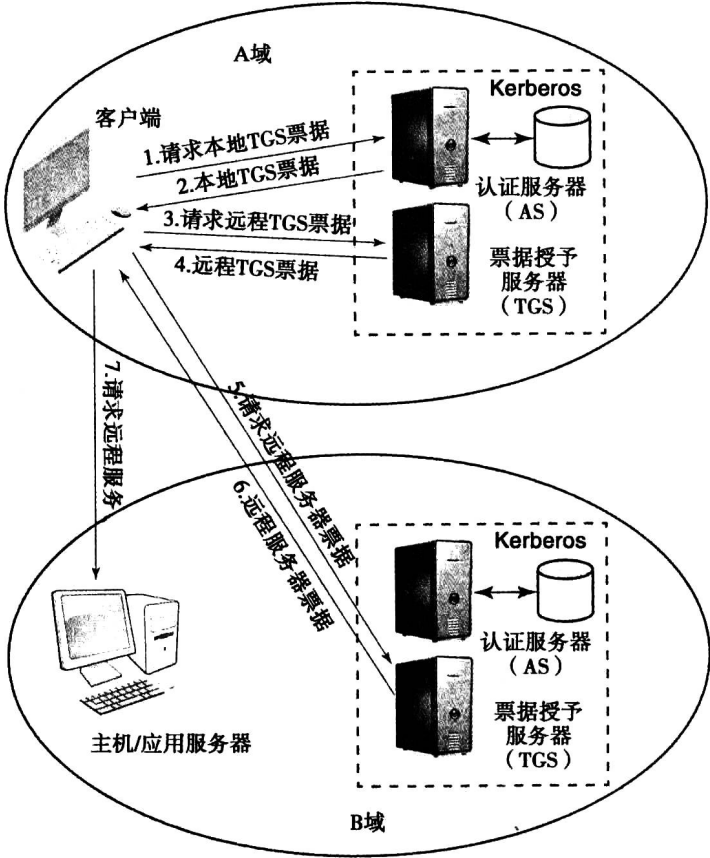 A域
客户端
Kerberos
1.请求本地TGS票据
2.本地TGS票据
认证服务器
（AS）
3.请求远程TGS票据
4.远程TGS票据
票据授予
服务器
（TGS）
7.请求远程服务
5.请求远程服务器票据
6.远程服务器票据
Kerberos
认证服务器
（AS）
主机/应用服务器
票据授予
服务器
（TGS）
B域